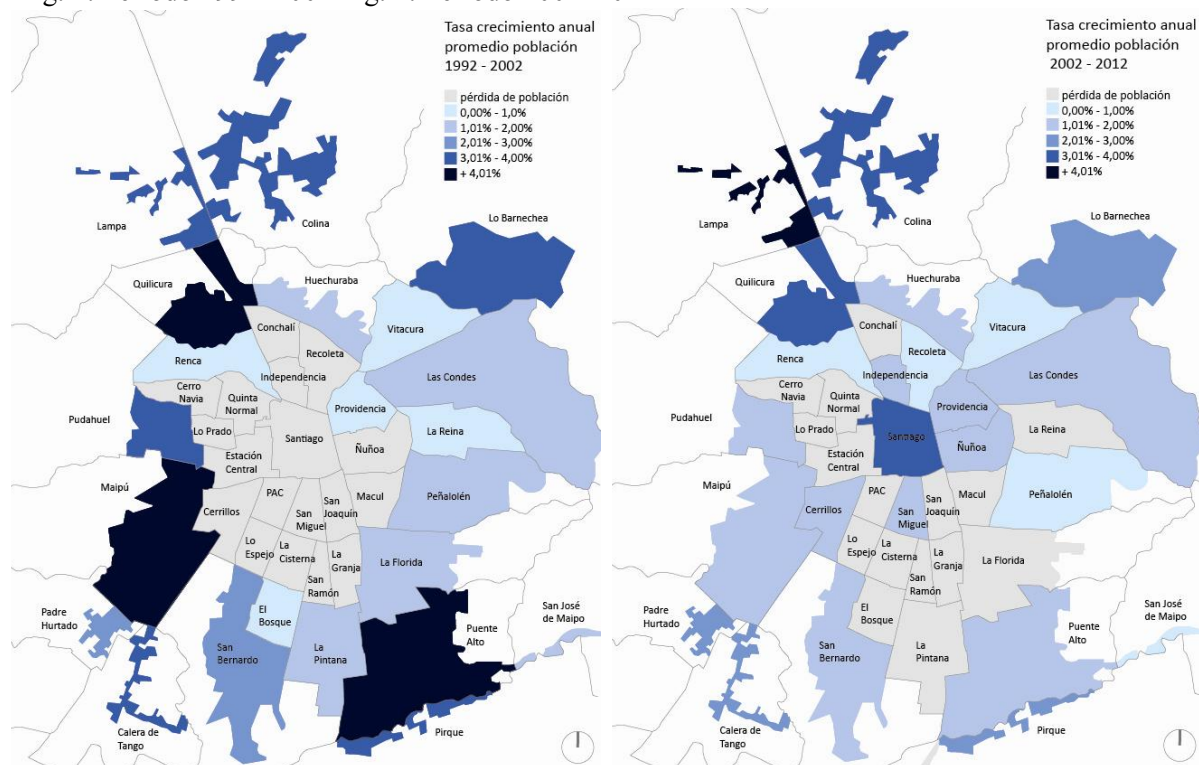 Tasa crecimiento anual
promedio población
1992 - 2002
pérdida de población
0,00% - 1,0%
1,01% - 2,00%
2,01% - 3,00%
3,01% - 4,00%
+ 4,01%
Lo Barnechea
Lampa
Colina
Quilicura
Huechuraba
Conchalí
Vitacura
Renca
Recoleta
Independencia
Las Condes
Cerro
Navia
Quinta
Normal
Providencia
Pudahuel
La Reina
Lo Prado
Santiago
Ñuñoa
Estación
Central
Maipú
PAC
San
Joaquín
Macul
Peñalolén
Cerrillos
San
Miguel
Lo
Espejo
La
Cisterna
La
Granja
La Florida
San
Ramón
Padre
Hurtado
El
Bosque
San José
de Maipo
Puente
Alto
San
Bernardo
La
Pintana
Calera de
Tango
Pirque
Tasa crecimiento anual
promedio población
2002 - 2012
pérdida de población
0,00% - 1,00%
1,01% - 2,00%
2,01% - 3,00%
3,01% - 4,00%
+ 4,01%
Lo Barnechea
Lampa
Colina
Quilicura
Huechuraba
Conchalí
Vitacura
Renca
Recoleta
Independencia
Las Condes
Cerro
Navia
Quinta
Normal
Providencia
Pudahuel
La Reina
Lo Prado
Santiago
Ñuñoa
Estación
Central
Maipú
PAC
San
Joaquín
Macul
Peñalolén
Cerrillos
San
Miguel
Lo
Espejo
La
Cisterna
La
Granja
La Florida
San
Ramón
Padre
Hurtado
El
Bosque
San José
de Maipo
Puente
Alto
San
Bernardo
La
Pintana
Calera de
Tango
Pirque